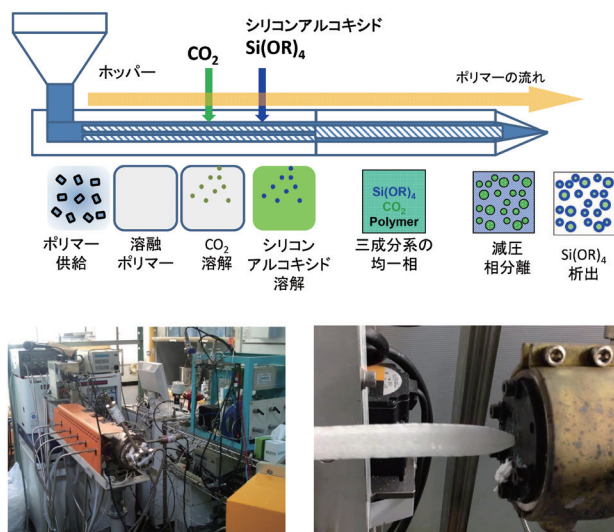 シリコンアルコキシド
CO2
Si(OR)4
ホッパー
ポリマーの流れ
Si(OR)4
CO2
Polymer
ポリマー
供給
溶融
ポリマー
CO2
溶解
シリコン
アルコキシド
溶解
三成分系の
均一相
減圧
相分離
Si(OR)4
析出